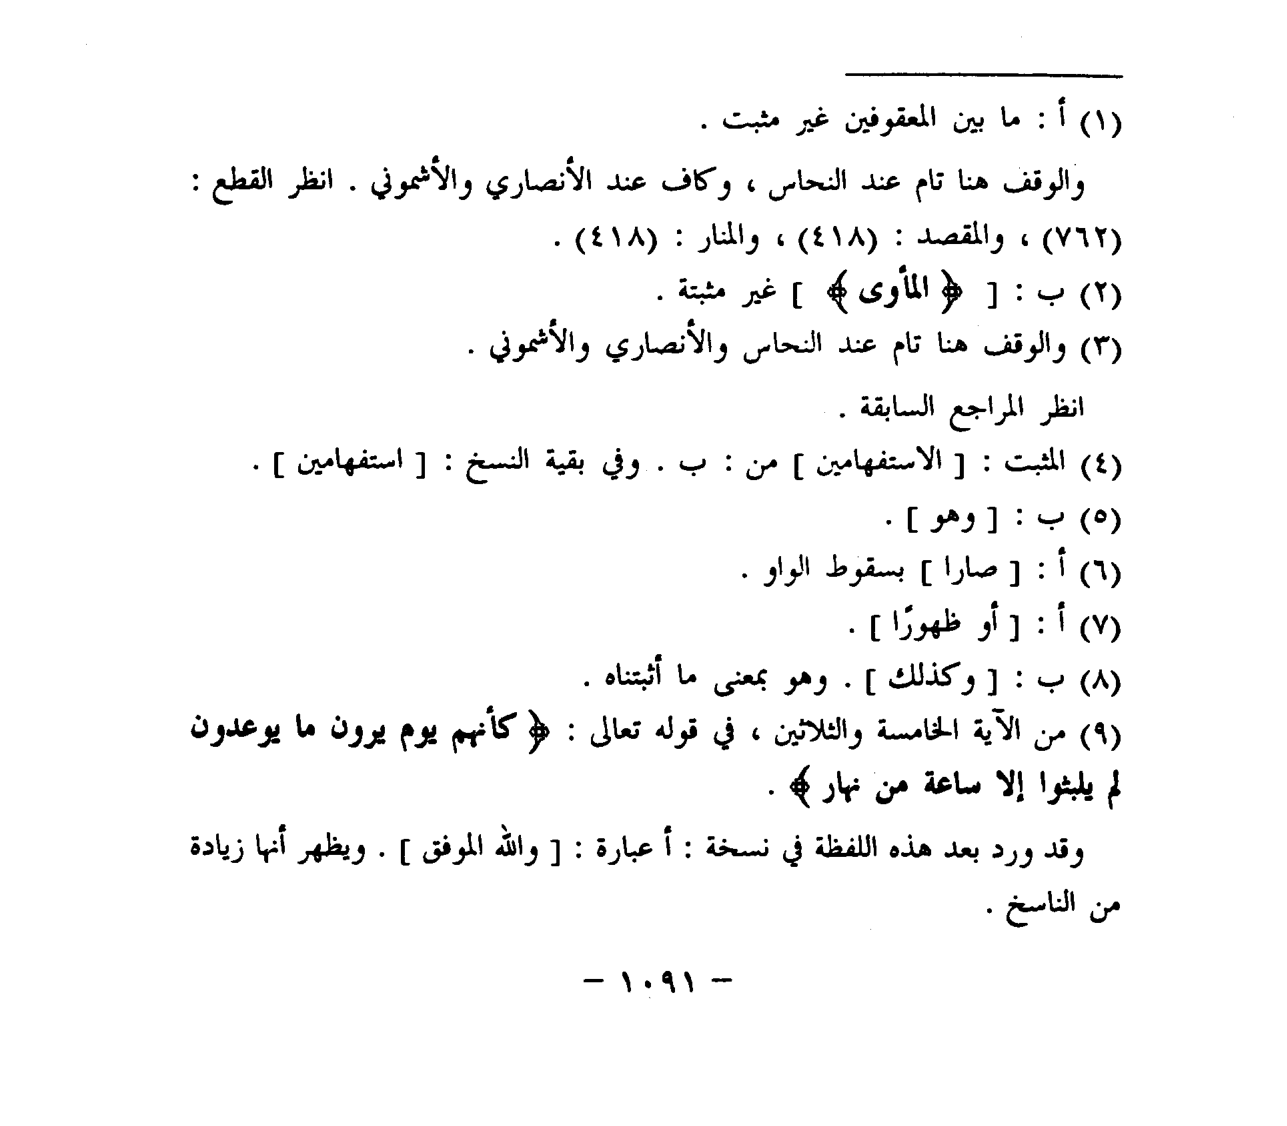 (١) أ : ما بين المعقوفين غير مثبت .
والوقف هنا تام عند النحاس ، وكاف عند الأنصاري والأشموني . انظر القطع :
(٧٦٢) ، والمقصد : (٤١٨) ، والمنار : (٤١٨) .
(٢) ب : [ ﴿ المأوى ﴾ ] غير مثبتة .
(٣) والوقف هنا تام عند النحاس والأنصاري والأشموني .
انظر المراجع السابقة .
(٤) المثبت : [ الاستفهامين ] من : ب . وفي بقية النسخ : [ استفهامين ] .
(٥) ب : [ وهو ] .
(٦) أ : [ صارا ] بسقوط الواو .
(٧) أ : [ أو ظهورًا ] .
(٨) ب : [ وكذلك ] . وهو بمعنى ما أثبتناه .
(٩) من الآية الخامسة والثلاثين ، في قوله تعالى : ﴿ كأنهم يوم يرون ما يوعدون
لم يلبثوا إلا ساعة من نهار ﴾ .
وقد ورد بعد هذه اللفظة في نسخة : أ عبارة : [ والله الموفق ] . ويظهر أنها زيادة
من الناسخ .
– ١٠٩١ –